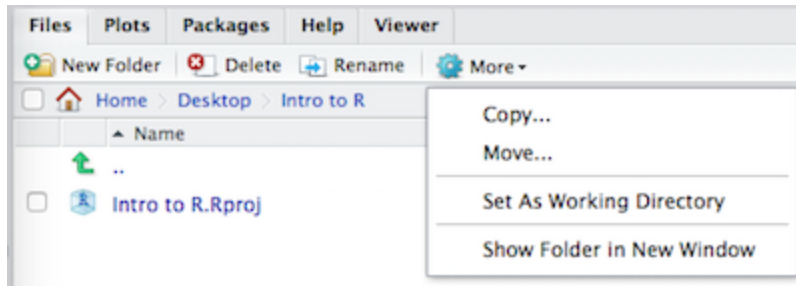 Files Plots Packages Help Viewer
New Folder Delete Rename More
Home Desktop Intro to R
Name
..
Intro to R.Rproj
Copy...
Move...
Set As Working Directory
Show Folder in New Window